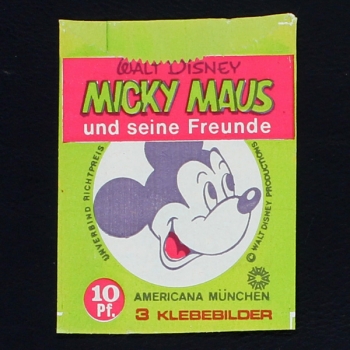 WALT DISNEY
MICKY MAUS
und seine Freunde
UNVERBIND RICHTPREIS
© WALT DISNEY PRODUCTIONS
10
Pf.
AMERICANA MÜNCHEN
3 KLEBEBILDER